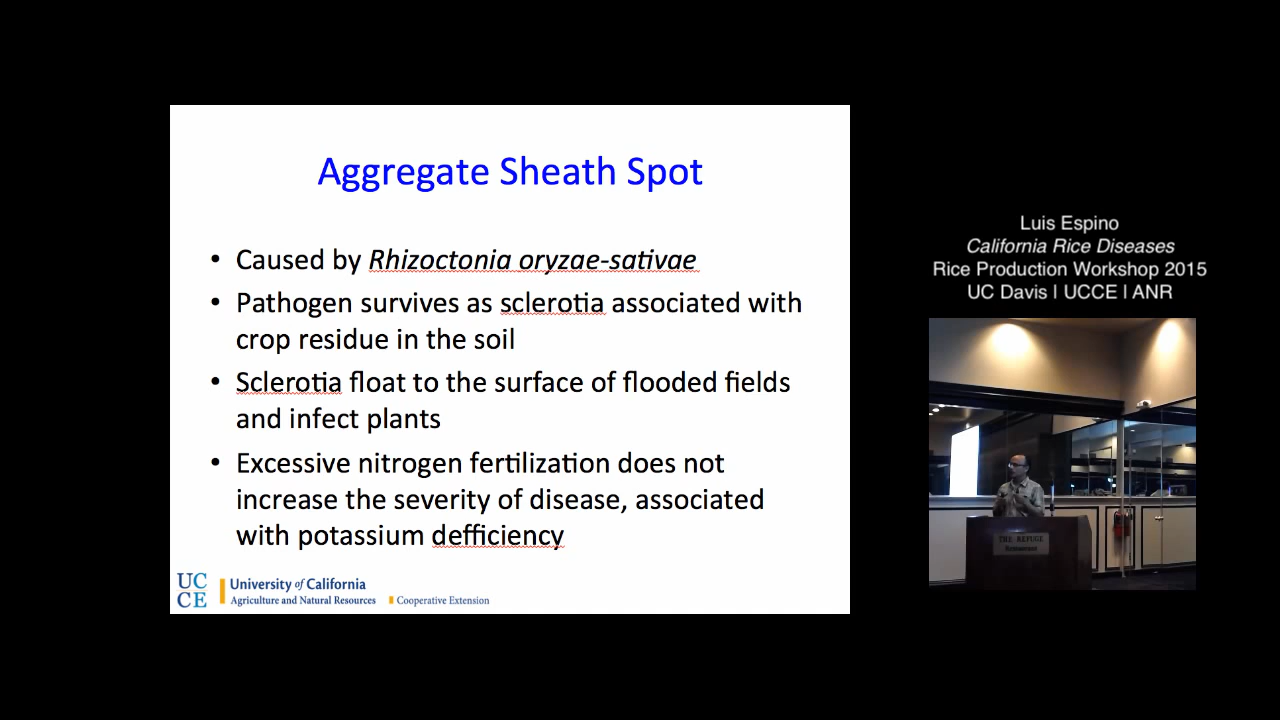 Aggregate Sheath Spot
• Caused by Rhizoctonia oryzae-sativae
• Pathogen survives as sclerotia associated with
crop residue in the soil
• Sclerotia float to the surface of flooded fields
and infect plants
• Excessive nitrogen fertilization does not
increase the severity of disease, associated
with potassium defficiency
UC
CE
University of California
Agriculture and Natural Resources
Cooperative Extension
Luis Espino
California Rice Diseases
Rice Production Workshop 2015
UC Davis | UCCE | ANR
THE REFUGE